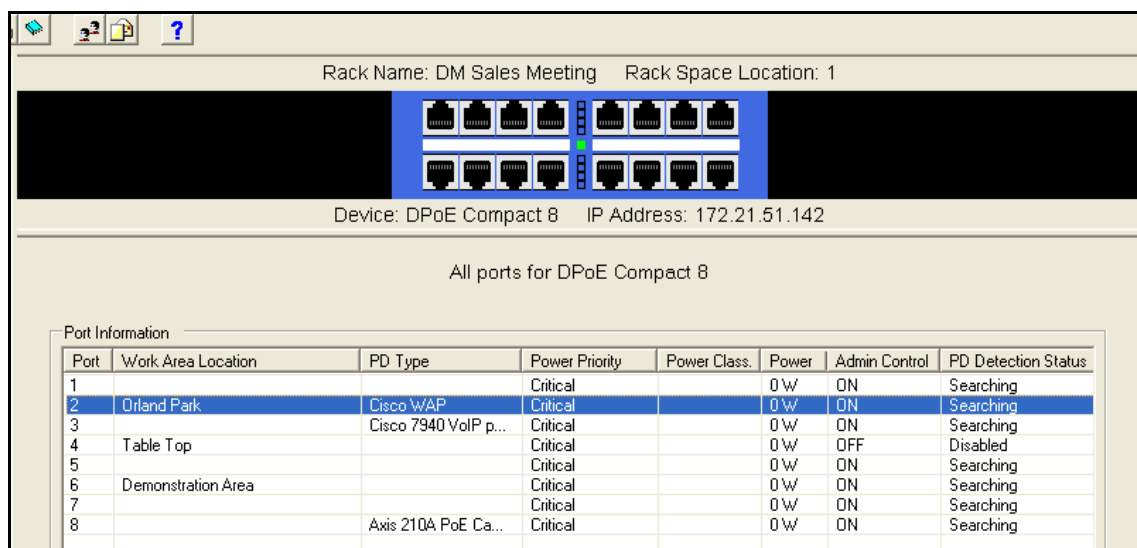 ?
Rack Name: DM Sales Meeting Rack Space Location: 1
Device: DPoE Compact 8 IP Address: 172.21.51.142
All ports for DPoE Compact 8
Port Information
Port Work Area Location PD Type Power Priority Power Class. Power Admin Control PD Detection Status
1 Critical 0 W ON Searching
2 Orland Park Cisco WAP Critical 0 W ON Searching
3 Cisco 7940 VoIP p... Critical 0 W ON Searching
4 Table Top Critical 0 W OFF Disabled
5 Critical 0 W ON Searching
6 Demonstration Area Critical 0 W ON Searching
7 Critical 0 W ON Searching
8 Axis 210A PoE Ca... Critical 0 W ON Searching